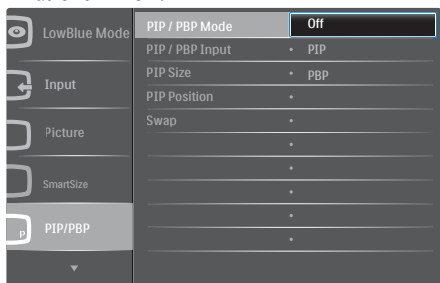 LowBlue Mode
Input
Picture
SmartSize
P
PIP/PBP
PIP / PBP Mode
PIP / PBP Input
PIP Size
PIP Position
Swap
Off
PIP
PBP